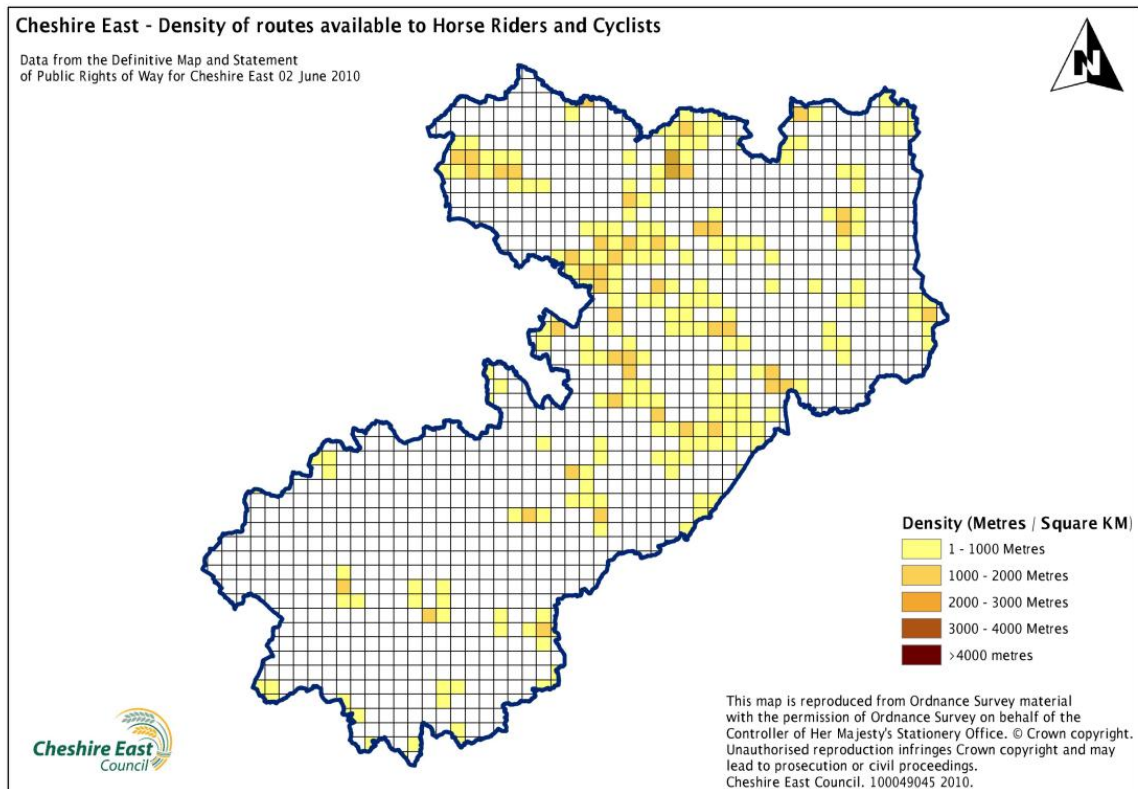 Cheshire East - Density of routes available to Horse Riders and Cyclists
Data from the Definitive Map and Statement
of Public Rights of Way for Cheshire East 02 June 2010
N
Density (Metres / Square KM)
1 - 1000 Metres
1000 - 2000 Metres
2000 - 3000 Metres
3000 - 4000 Metres
>4000 metres
This map is reproduced from Ordnance Survey material
with the permission of Ordnance Survey on behalf of the
Controller of Her Majesty's Stationery Office. © Crown copyright.
Unauthorised reproduction infringes Crown copyright and may
lead to prosecution or civil proceedings.
Cheshire East Council. 100049045 2010.
Cheshire East
Council